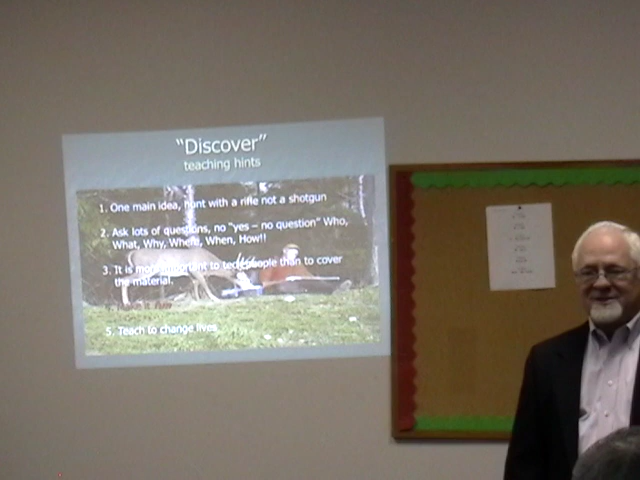 "Discover"
teaching hints
1. One main idea, hunt with a rifle not a shotgun
2. Ask lots of questions, no "yes – no question" Who,
What, Why, Where, When, How!!
3. It is more important to teach people than to cover
the material.
5. Teach to change lives